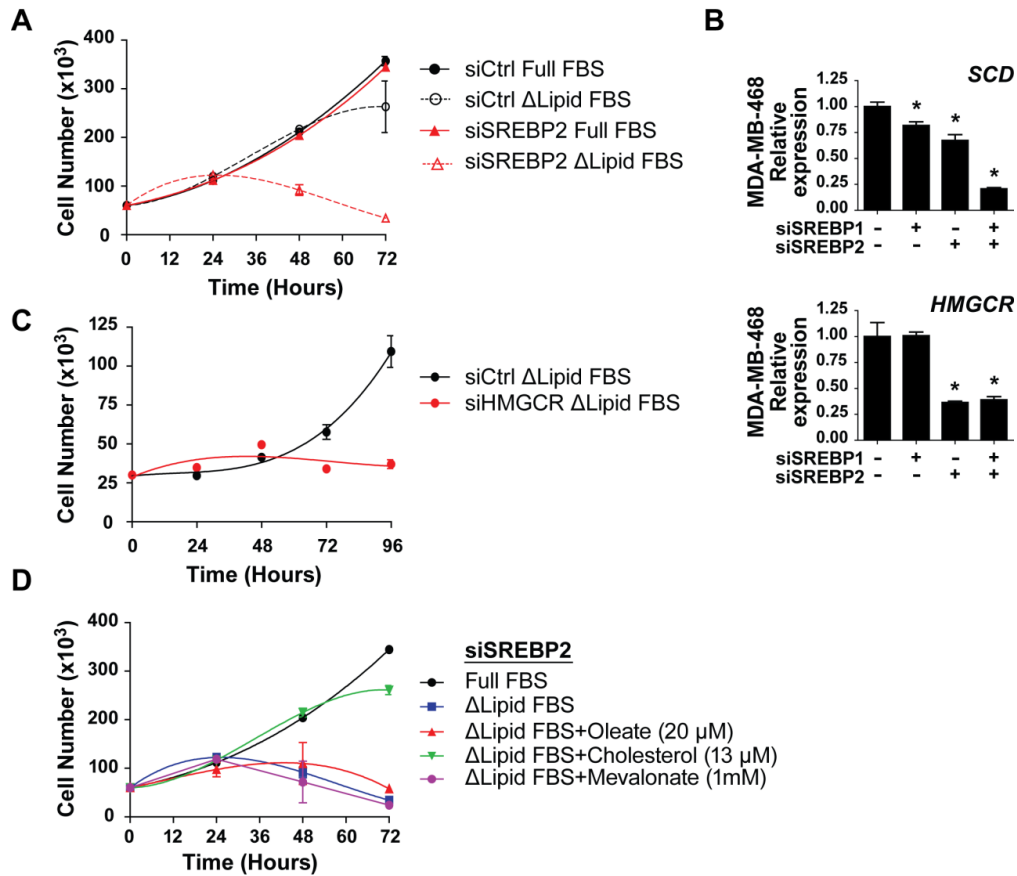 A
Cell Number (x10³)
400
300
200
100
0
0 12 24 36 48 60 72
Time (Hours)
siCtrl Full FBS
siCtrl ΔLipid FBS
siSREBP2 Full FBS
siSREBP2 ΔLipid FBS
B
SCD
MDA-MB-468
Relative
expression
1.25
1.00
0.75
0.50
0.25
0.00
* * *
siSREBP1 - + - +
siSREBP2 - - + +
HMGCR
MDA-MB-468
Relative
expression
1.25
1.00
0.75
0.50
0.25
0.00
* *
siSREBP1 - + - +
siSREBP2 - - + +
C
Cell Number (x10³)
125
100
75
50
25
0
0 24 48 72 96
Time (Hours)
siCtrl ΔLipid FBS
siHMGCR ΔLipid FBS
D
Cell Number (x10³)
400
300
200
100
0
0 12 24 36 48 60 72
Time (Hours)
siSREBP2
Full FBS
ΔLipid FBS
ΔLipid FBS+Oleate (20 µM)
ΔLipid FBS+Cholesterol (13 µM)
ΔLipid FBS+Mevalonate (1mM)